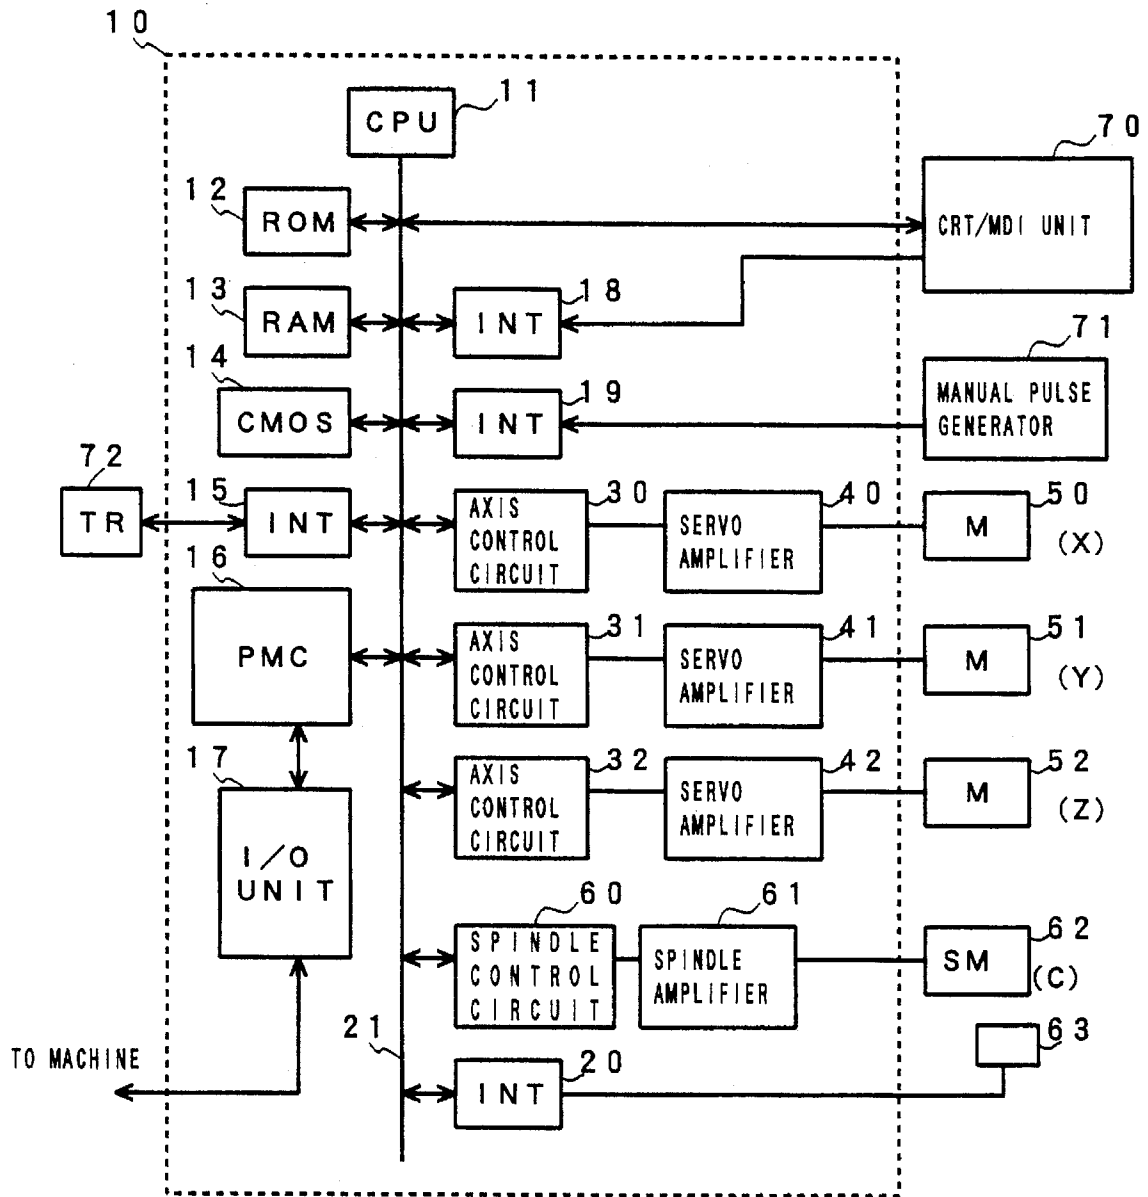 10
11
CPU
70
12
ROM
CRT/MDI UNIT
13
RAM
18
INT
71
14
CMOS
19
INT
MANUAL PULSE
GENERATOR
72
TR
15
INT
30
AXIS
CONTROL
CIRCUIT
40
SERVO
AMPLIFIER
50
M
(X)
16
PMC
31
AXIS
CONTROL
CIRCUIT
41
SERVO
AMPLIFIER
51
M
(Y)
17
I/O
UNIT
32
AXIS
CONTROL
CIRCUIT
42
SERVO
AMPLIFIER
52
M
(Z)
60
SPINDLE
CONTROL
CIRCUIT
61
SPINDLE
AMPLIFIER
62
SM
(C)
21
63
TO MACHINE
20
INT